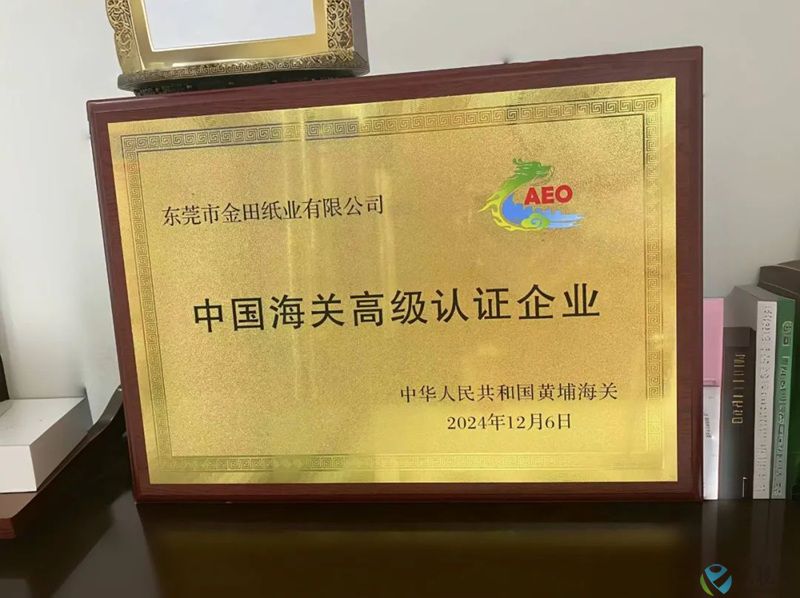 东莞市金田纸业有限公司
AEO
中国海关高级认证企业
中华人民共和国黄埔海关
2024年12月6日